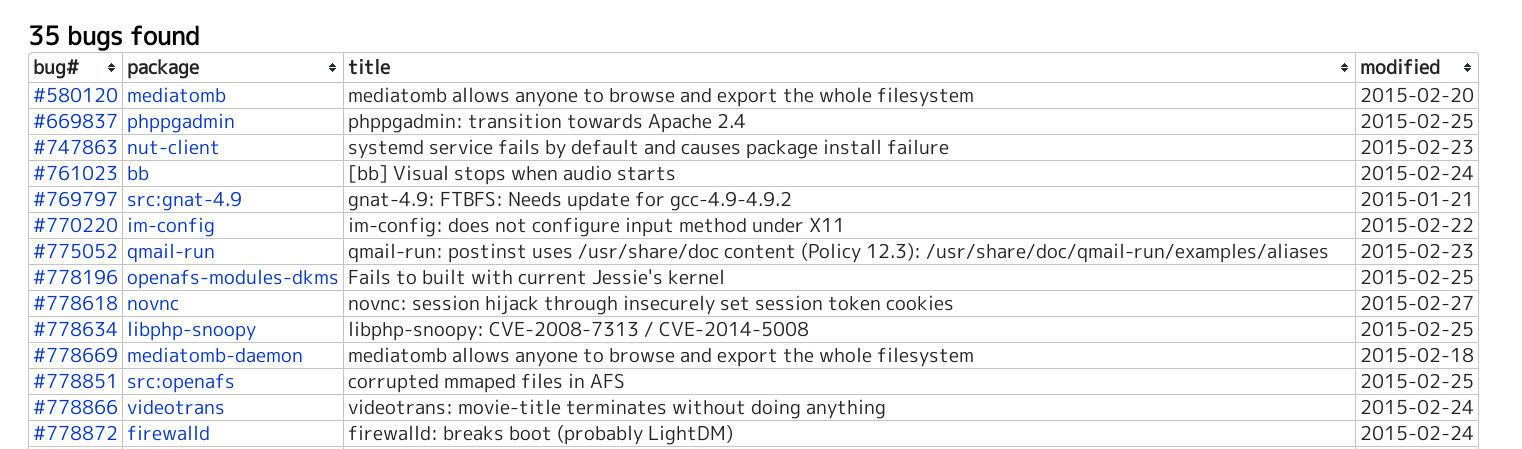 35 bugs found
bug# package title modified
#580120 mediatomb mediatomb allows anyone to browse and export the whole filesystem 2015-02-20
#669837 phppgadmin phppgadmin: transition towards Apache 2.4 2015-02-25
#747863 nut-client systemd service fails by default and causes package install failure 2015-02-23
#761023 bb [bb] Visual stops when audio starts 2015-02-24
#769797 src:gnat-4.9 gnat-4.9: FTBFS: Needs update for gcc-4.9-4.9.2 2015-01-21
#770220 im-config im-config: does not configure input method under X11 2015-02-22
#775052 qmail-run qmail-run: postinst uses /usr/share/doc content (Policy 12.3): /usr/share/doc/qmail-run/examples/aliases 2015-02-23
#778196 openafs-modules-dkms Fails to built with current Jessie's kernel 2015-02-25
#778618 novnc novnc: session hijack through insecurely set session token cookies 2015-02-27
#778634 libphp-snoopy libphp-snoopy: CVE-2008-7313 / CVE-2014-5008 2015-02-25
#778669 mediatomb-daemon mediatomb allows anyone to browse and export the whole filesystem 2015-02-18
#778851 src:openafs corrupted mmaped files in AFS 2015-02-25
#778866 videotrans videotrans: movie-title terminates without doing anything 2015-02-24
#778872 firewalld firewalld: breaks boot (probably LightDM) 2015-02-24